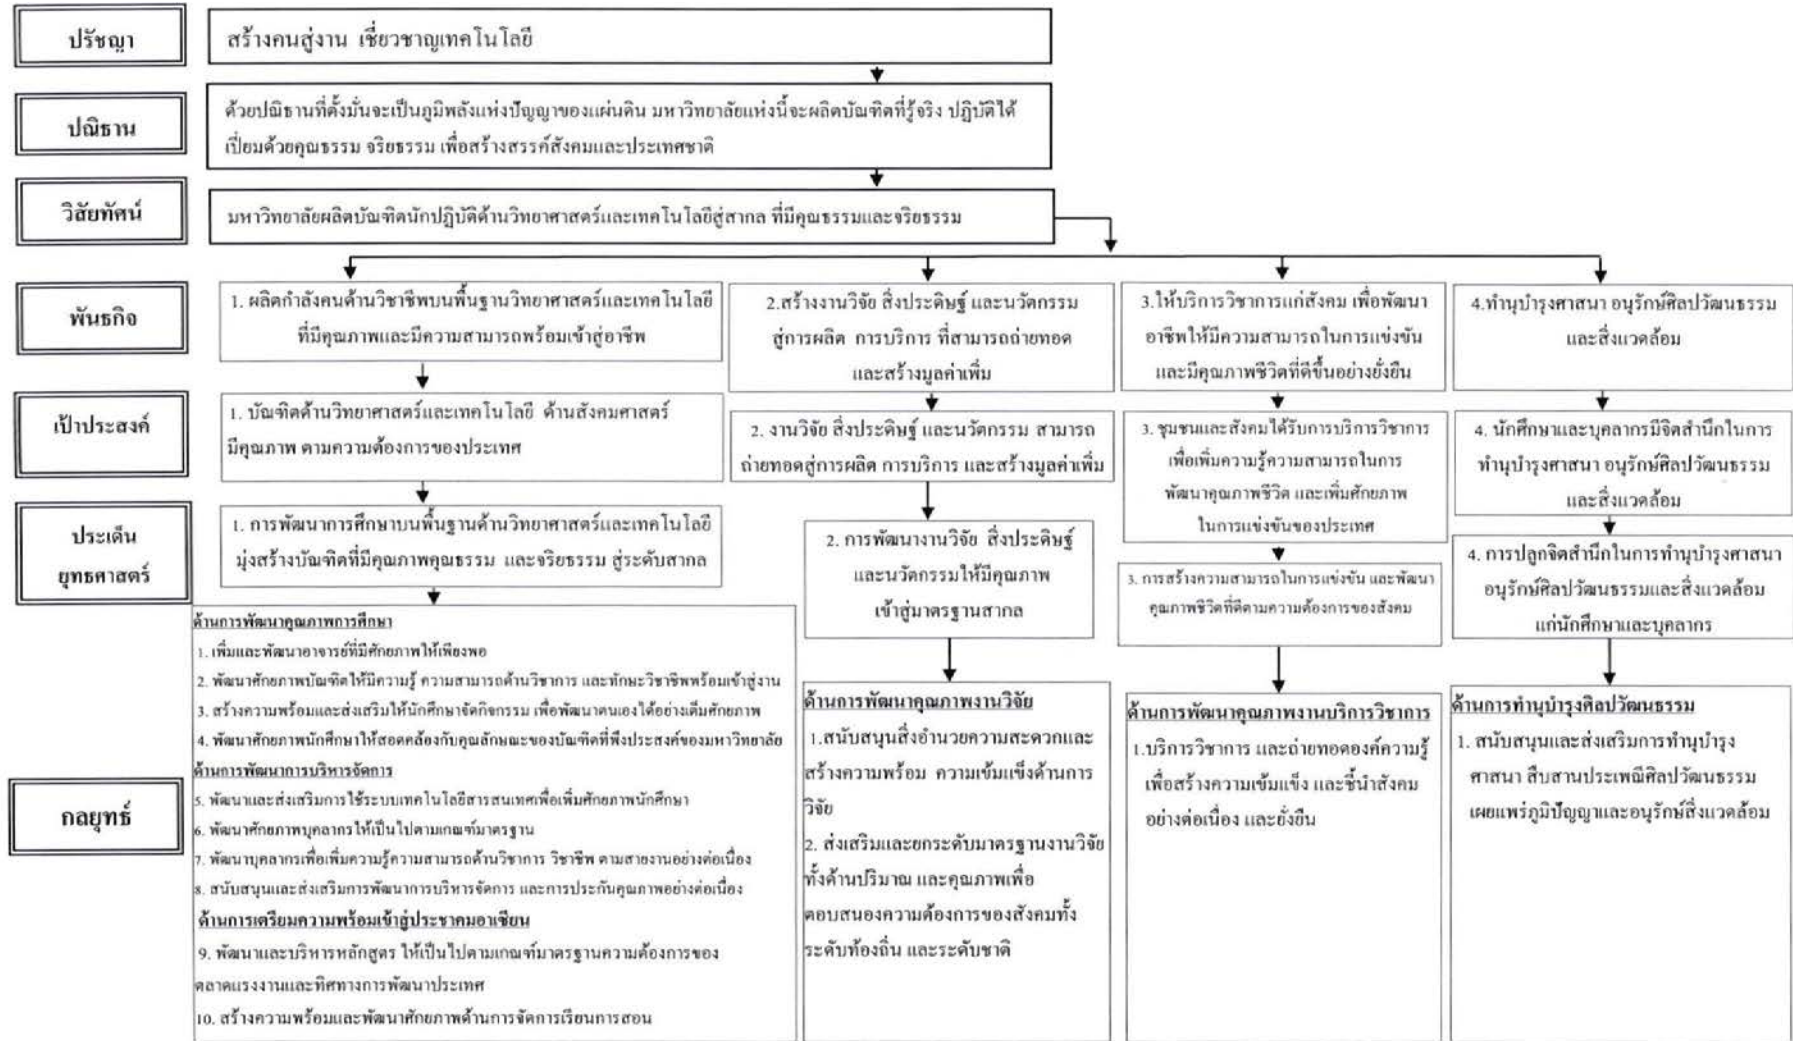 ปรัชญา
สร้างคนสู่งาน เชี่ยวชาญเทคโนโลยี
ปณิธาน
ด้วยปณิธานที่ตั้งมั่นจะเป็นภูมิพลังแห่งปัญญาของแผ่นดิน มหาวิทยาลัยแห่งนี้จะผลิตบัณฑิตที่รู้จริง ปฏิบัติได้
เปี่ยมด้วยคุณธรรม จริยธรรม เพื่อสร้างสรรค์สังคมและประเทศชาติ
วิสัยทัศน์
มหาวิทยาลัยผลิตบัณฑิตนักปฏิบัติด้านวิทยาศาสตร์และเทคโนโลยีสู่สากล ที่มีคุณธรรมและจริยธรรม
พันธกิจ
1. ผลิตกำลังคนด้านวิชาชีพบนพื้นฐานวิทยาศาสตร์และเทคโนโลยี
ที่มีคุณภาพและมีความสามารถพร้อมเข้าสู่อาชีพ
2.สร้างงานวิจัย สิ่งประดิษฐ์ และนวัตกรรม
สู่การผลิต การบริการ ที่สามารถถ่ายทอด
และสร้างมูลค่าเพิ่ม
3.ให้บริการวิชาการแก่สังคม เพื่อพัฒนา
อาชีพให้มีความสามารถในการแข่งขัน
และมีคุณภาพชีวิตที่ดีขึ้นอย่างยั่งยืน
4.ทำนุบำรุงศาสนา อนุรักษ์ศิลปวัฒนธรรม
และสิ่งแวดล้อม
เป้าประสงค์
1. บัณฑิตด้านวิทยาศาสตร์และเทคโนโลยี ด้านสังคมศาสตร์
มีคุณภาพ ตามความต้องการของประเทศ
2. งานวิจัย สิ่งประดิษฐ์ และนวัตกรรม สามารถ
ถ่ายทอดสู่การผลิต การบริการ และสร้างมูลค่าเพิ่ม
3. ชุมชนและสังคมได้รับการบริการวิชาการ
เพื่อเพิ่มความรู้ความสามารถในการ
พัฒนาคุณภาพชีวิต และเพิ่มศักยภาพ
ในการแข่งขันของประเทศ
4. นักศึกษาและบุคลากรมีจิตสำนึกในการ
ทำนุบำรุงศาสนา อนุรักษ์ศิลปวัฒนธรรม
และสิ่งแวดล้อม
ประเด็น
ยุทธศาสตร์
1. การพัฒนาการศึกษาบนพื้นฐานด้านวิทยาศาสตร์และเทคโนโลยี
มุ่งสร้างบัณฑิตที่มีคุณภาพคุณธรรม และจริยธรรม สู่ระดับสากล
2. การพัฒนางานวิจัย สิ่งประดิษฐ์
และนวัตกรรมให้มีคุณภาพ
เข้าสู่มาตรฐานสากล
3. การสร้างความสามารถในการแข่งขัน และพัฒนา
คุณภาพชีวิตที่ดีตามความต้องการของสังคม
4. การปลูกจิตสำนึกในการทำนุบำรุงศาสนา
อนุรักษ์ศิลปวัฒนธรรมและสิ่งแวดล้อม
แก่นักศึกษาและบุคลากร
กลยุทธ์
ด้านการพัฒนาคุณภาพการศึกษา
1. เพิ่มและพัฒนาอาจารย์ที่มีศักยภาพให้เพียงพอ
2. พัฒนาศักยภาพบัณฑิตให้มีความรู้ ความสามารถด้านวิชาการ และทักษะวิชาชีพพร้อมเข้าสู่งาน
3. สร้างความพร้อมและส่งเสริมให้นักศึกษาจัดกิจกรรม เพื่อพัฒนาตนเองได้อย่างเต็มศักยภาพ
4. พัฒนาศักยภาพนักศึกษาให้สอดคล้องกับคุณลักษณะของบัณฑิตที่พึงประสงค์ของมหาวิทยาลัย
ด้านการพัฒนาการบริหารจัดการ
5. พัฒนาและส่งเสริมการใช้ระบบเทคโนโลยีสารสนเทศเพื่อเพิ่มศักยภาพนักศึกษา
6. พัฒนาศักยภาพบุคลากรให้เป็นไปตามเกณฑ์มาตรฐาน
7. พัฒนาบุคลากรเพื่อเพิ่มความรู้ความสามารถด้านวิชาการ วิชาชีพ ตามสายงานอย่างต่อเนื่อง
8. สนับสนุนและส่งเสริมการพัฒนาการบริหารจัดการ และการประกันคุณภาพอย่างต่อเนื่อง
ด้านการเตรียมความพร้อมเข้าสู่ประชาคมอาเซียน
9. พัฒนาและบริหารหลักสูตร ให้เป็นไปตามเกณฑ์มาตรฐานความต้องการของ
ตลาดแรงงานและทิศทางการพัฒนาประเทศ
10. สร้างความพร้อมและพัฒนาศักยภาพด้านการจัดการเรียนการสอน
ด้านการพัฒนาคุณภาพงานวิจัย
1.สนับสนุนสิ่งอำนวยความสะดวกและ
สร้างความพร้อม ความเข้มแข็งด้านการ
วิจัย
2. ส่งเสริมและยกระดับมาตรฐานงานวิจัย
ทั้งด้านปริมาณ และคุณภาพเพื่อ
ตอบสนองความต้องการของสังคมทั้ง
ระดับท้องถิ่น และระดับชาติ
ด้านการพัฒนาคุณภาพงานบริการวิชาการ
1.บริการวิชาการ และถ่ายทอดองค์ความรู้
เพื่อสร้างความเข้มแข็ง และชี้นำสังคม
อย่างต่อเนื่อง และยั่งยืน
ด้านการทำนุบำรุงศิลปวัฒนธรรม
1. สนับสนุนและส่งเสริมการทำนุบำรุง
ศาสนา สืบสานประเพณีศิลปวัฒนธรรม
เผยแพร่ภูมิปัญญาและอนุรักษ์สิ่งแวดล้อม